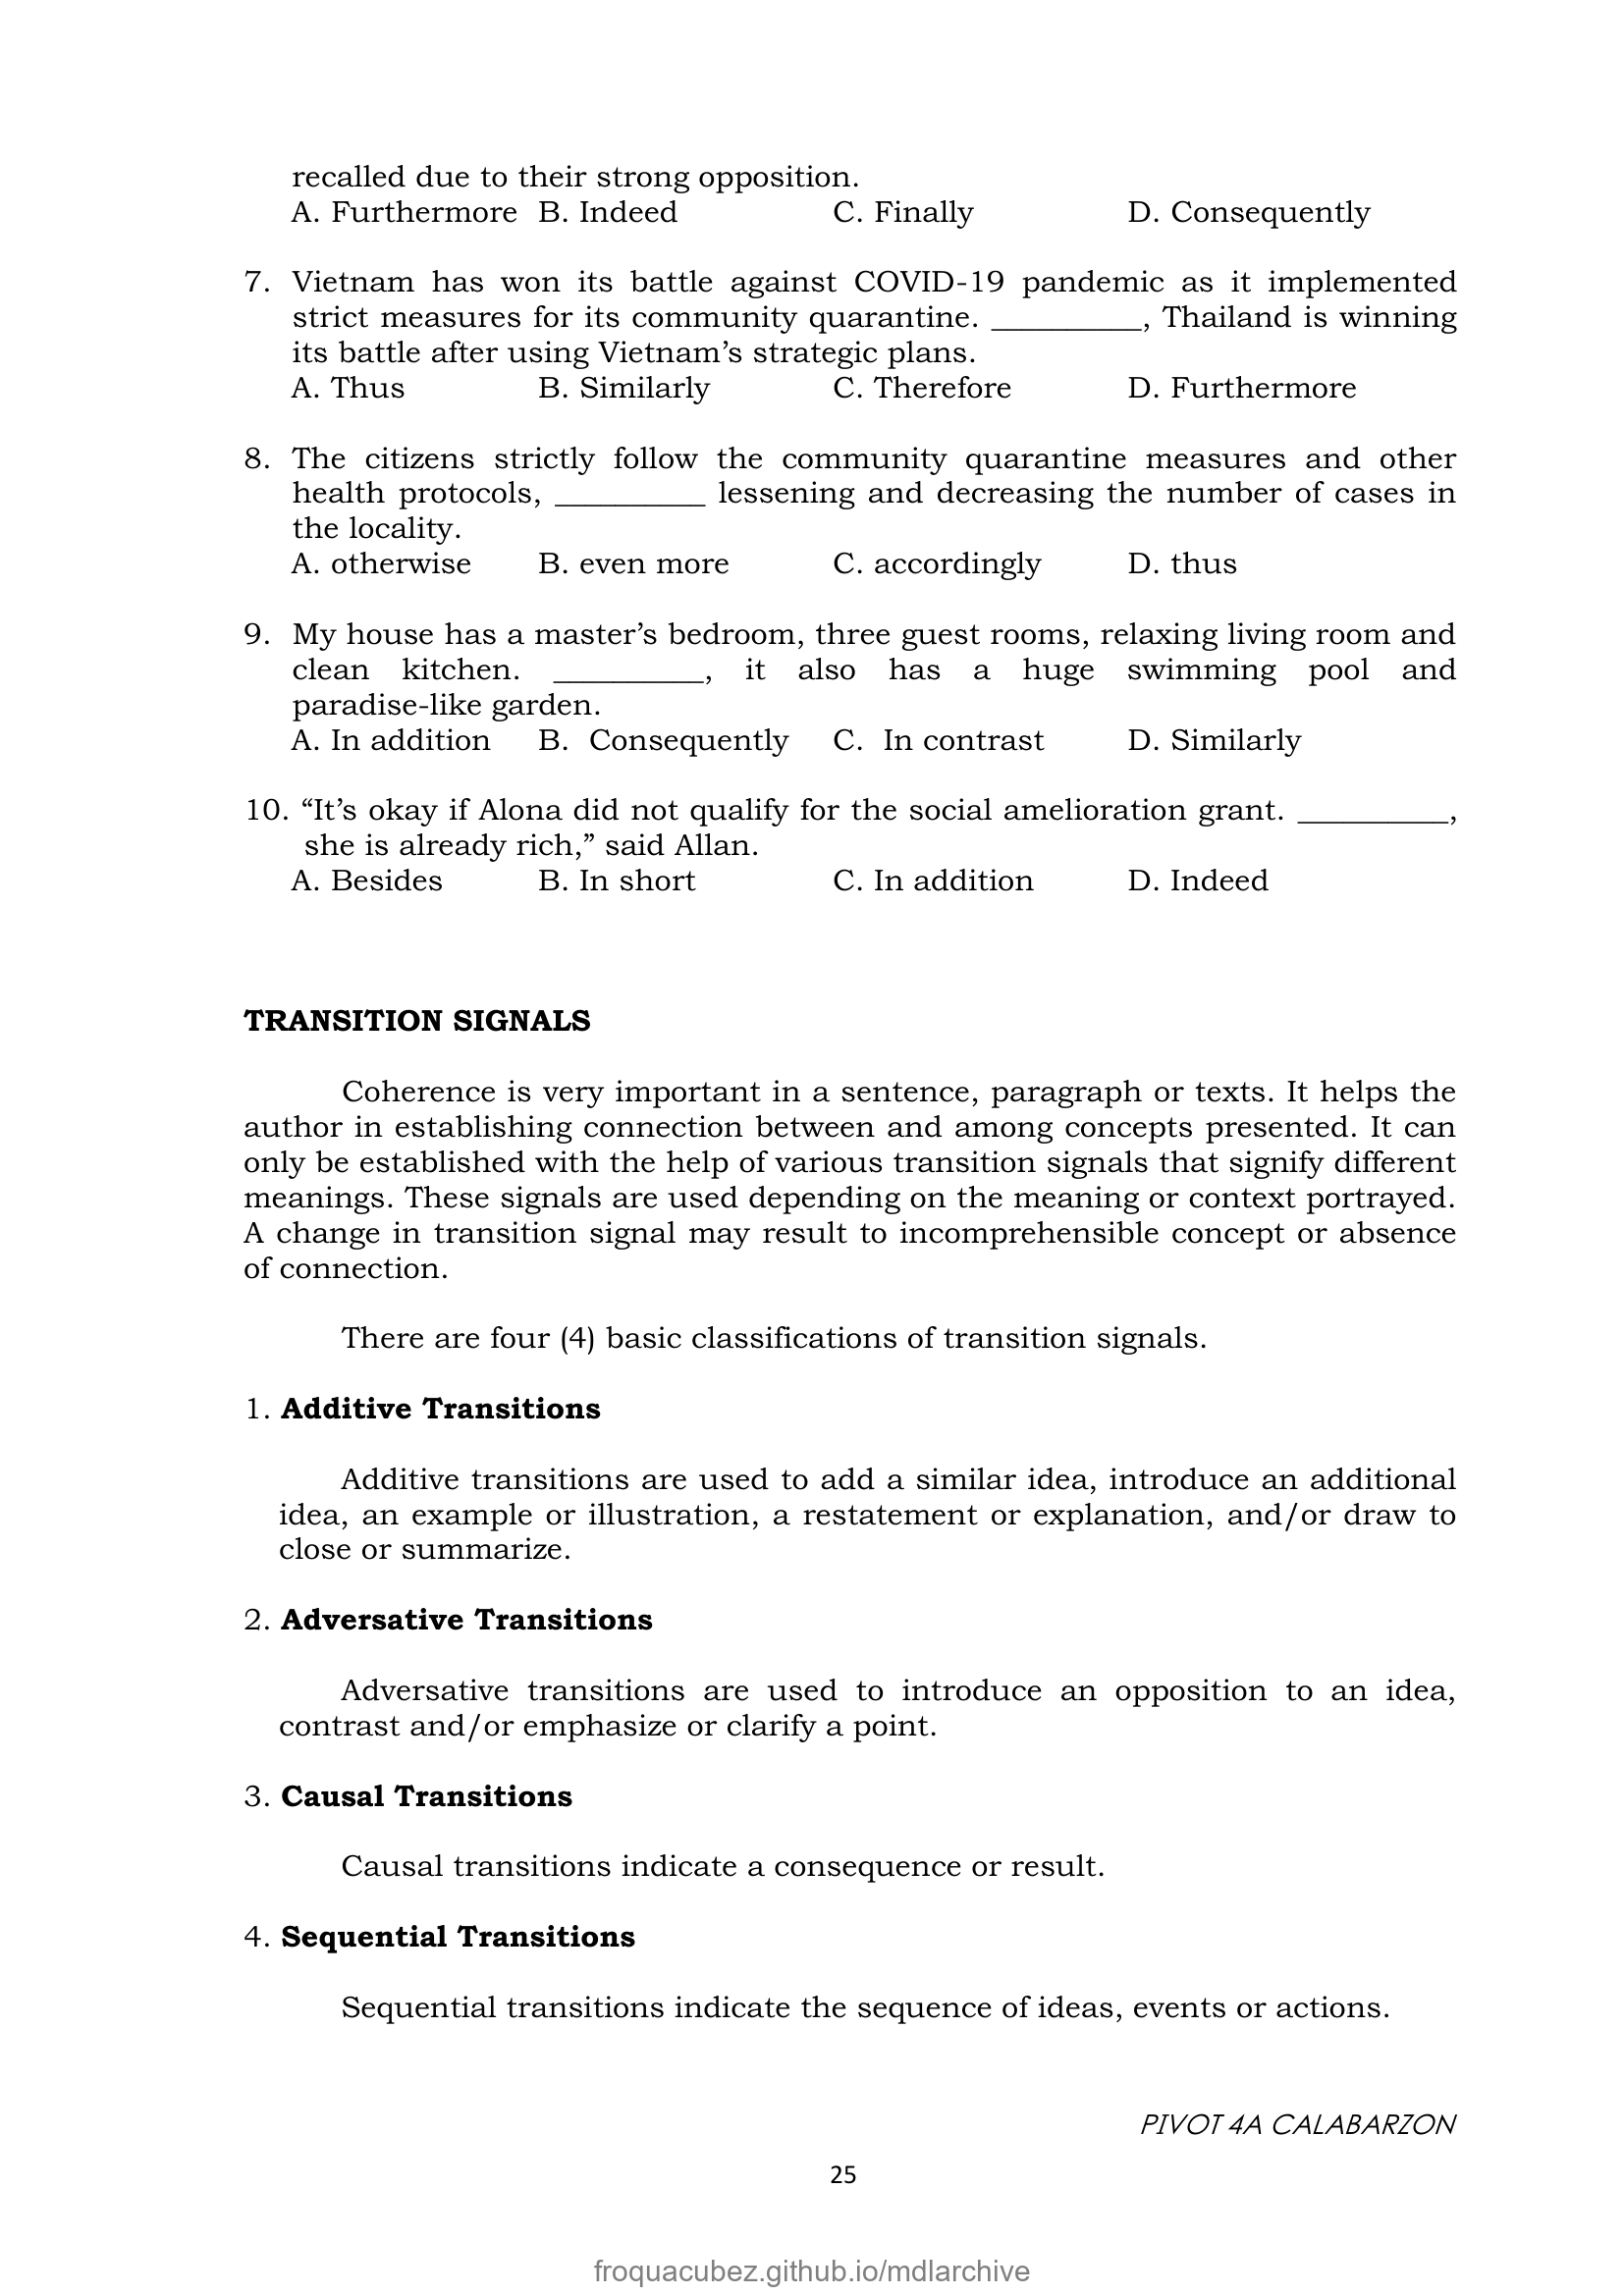 recalled due to their strong opposition.
A. Furthermore B. Indeed C. Finally D. Consequently
7. Vietnam has won its battle against COVID-19 pandemic as it implemented
strict measures for its community quarantine. __________, Thailand is winning
its battle after using Vietnam’s strategic plans.
A. Thus B. Similarly C. Therefore D. Furthermore
8. The citizens strictly follow the community quarantine measures and other
health protocols, __________ lessening and decreasing the number of cases in
the locality.
A. otherwise B. even more C. accordingly D. thus
9. My house has a master’s bedroom, three guest rooms, relaxing living room and
clean kitchen. __________, it also has a huge swimming pool and
paradise-like garden.
A. In addition B. Consequently C. In contrast D. Similarly
10. “It’s okay if Alona did not qualify for the social amelioration grant. __________,
she is already rich,” said Allan.
A. Besides B. In short C. In addition D. Indeed
TRANSITION SIGNALS
Coherence is very important in a sentence, paragraph or texts. It helps the
author in establishing connection between and among concepts presented. It can
only be established with the help of various transition signals that signify different
meanings. These signals are used depending on the meaning or context portrayed.
A change in transition signal may result to incomprehensible concept or absence
of connection.
There are four (4) basic classifications of transition signals.
1. Additive Transitions
Additive transitions are used to add a similar idea, introduce an additional
idea, an example or illustration, a restatement or explanation, and/or draw to
close or summarize.
2. Adversative Transitions
Adversative transitions are used to introduce an opposition to an idea,
contrast and/or emphasize or clarify a point.
3. Causal Transitions
Causal transitions indicate a consequence or result.
4. Sequential Transitions
Sequential transitions indicate the sequence of ideas, events or actions.
PIVOT 4A CALABARZON
25
froquacubez.github.io/mdlarchive